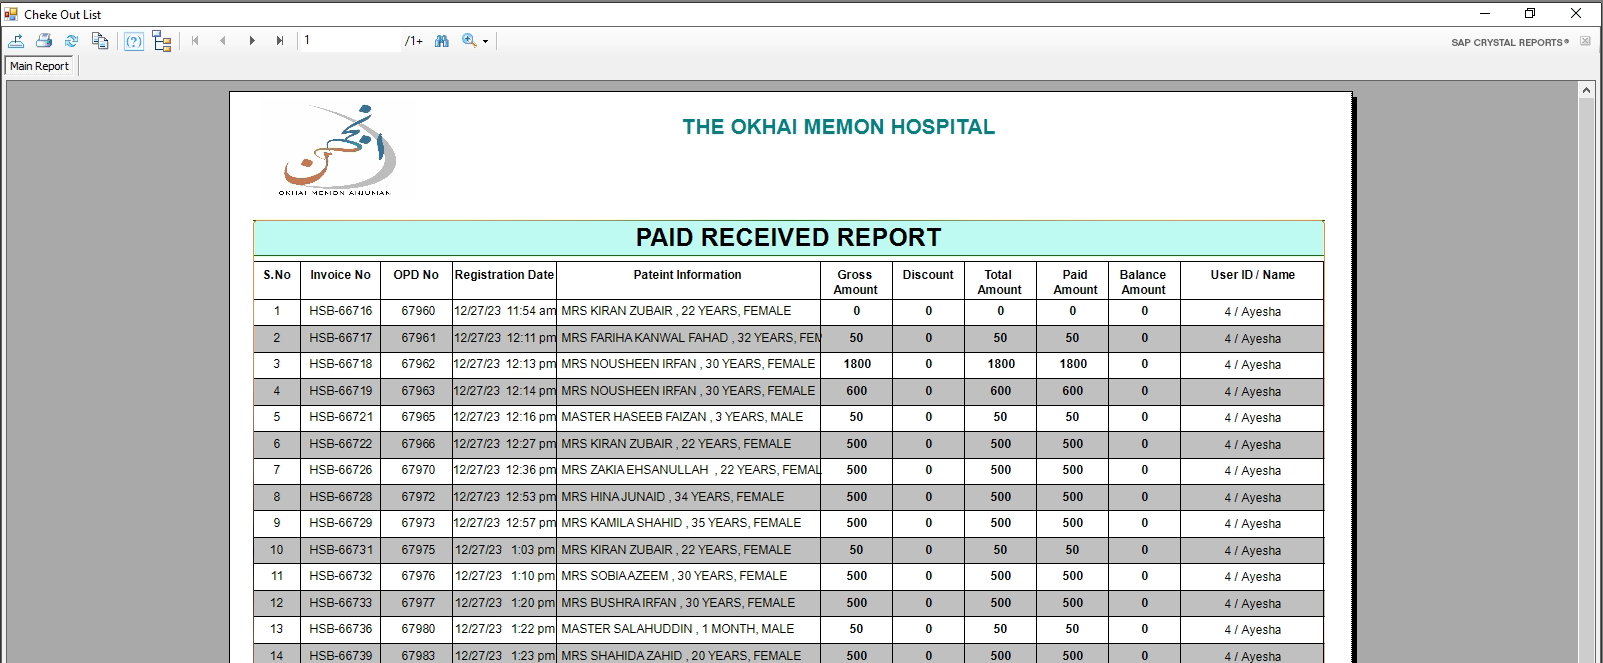 Cheke Out List
1 /1+
SAP CRYSTAL REPORTS®
Main Report
THE OKHAI MEMON HOSPITAL
OKHAI MEMON ANJUMAN
PAID RECEIVED REPORT
S.No Invoice No OPD No Registration Date Pateint Information Gross Amount Discount Total Amount Paid Amount Balance Amount User ID / Name
1 HSB-66716 67960 12/27/23 11:54 am MRS KIRAN ZUBAIR , 22 YEARS, FEMALE 0 0 0 0 0 4 / Ayesha
2 HSB-66717 67961 12/27/23 12:11 pm MRS FARIHA KANWAL FAHAD , 32 YEARS, FEM 50 0 50 50 0 4 / Ayesha
3 HSB-66718 67962 12/27/23 12:13 pm MRS NOUSHEEN IRFAN , 30 YEARS, FEMALE 1800 0 1800 1800 0 4 / Ayesha
4 HSB-66719 67963 12/27/23 12:14 pm MRS NOUSHEEN IRFAN , 30 YEARS, FEMALE 600 0 600 600 0 4 / Ayesha
5 HSB-66721 67965 12/27/23 12:16 pm MASTER HASEEB FAIZAN , 3 YEARS, MALE 50 0 50 50 0 4 / Ayesha
6 HSB-66722 67966 12/27/23 12:27 pm MRS KIRAN ZUBAIR , 22 YEARS, FEMALE 500 0 500 500 0 4 / Ayesha
7 HSB-66726 67970 12/27/23 12:36 pm MRS ZAKIA EHSANULLAH , 22 YEARS, FEMAL 500 0 500 500 0 4 / Ayesha
8 HSB-66728 67972 12/27/23 12:53 pm MRS HINA JUNAID , 34 YEARS, FEMALE 500 0 500 500 0 4 / Ayesha
9 HSB-66729 67973 12/27/23 12:57 pm MRS KAMILA SHAHID , 35 YEARS, FEMALE 500 0 500 500 0 4 / Ayesha
10 HSB-66731 67975 12/27/23 1:03 pm MRS KIRAN ZUBAIR , 22 YEARS, FEMALE 50 0 50 50 0 4 / Ayesha
11 HSB-66732 67976 12/27/23 1:10 pm MRS SOBIA AZEEM , 30 YEARS, FEMALE 500 0 500 500 0 4 / Ayesha
12 HSB-66733 67977 12/27/23 1:20 pm MRS BUSHRA IRFAN , 30 YEARS, FEMALE 500 0 500 500 0 4 / Ayesha
13 HSB-66736 67980 12/27/23 1:22 pm MASTER SALAHUDDIN , 1 MONTH, MALE 50 0 50 50 0 4 / Ayesha
14 HSB-66739 67983 12/27/23 1:23 pm MRS SHAHIDA ZAHID , 20 YEARS, FEMALE 500 0 500 500 0 4 / Ayesha